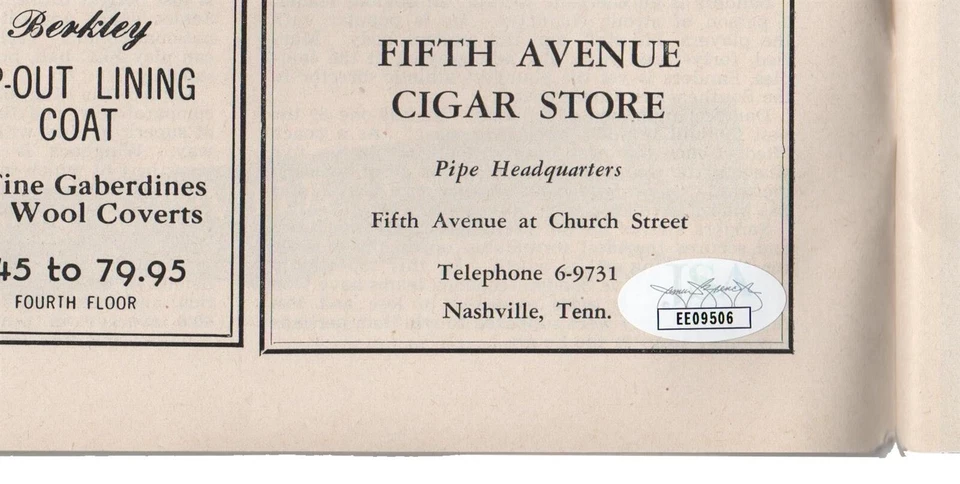 Berkley
P-OUT LINING
COAT
Fine Gaberdines
Wool Coverts
45 to 79.95
FOURTH FLOOR
FIFTH AVENUE
CIGAR STORE
Pipe Headquarters
Fifth Avenue at Church Street
Telephone 6-9731
Nashville, Tenn.
JSA
EE09506